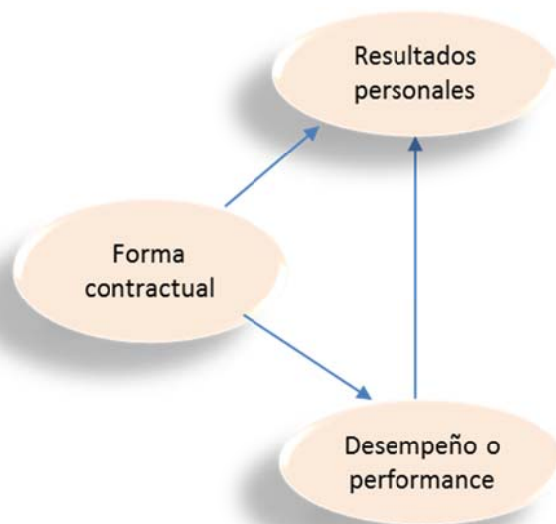 Resultados
personales
Forma
contractual
Desempeño o
performance